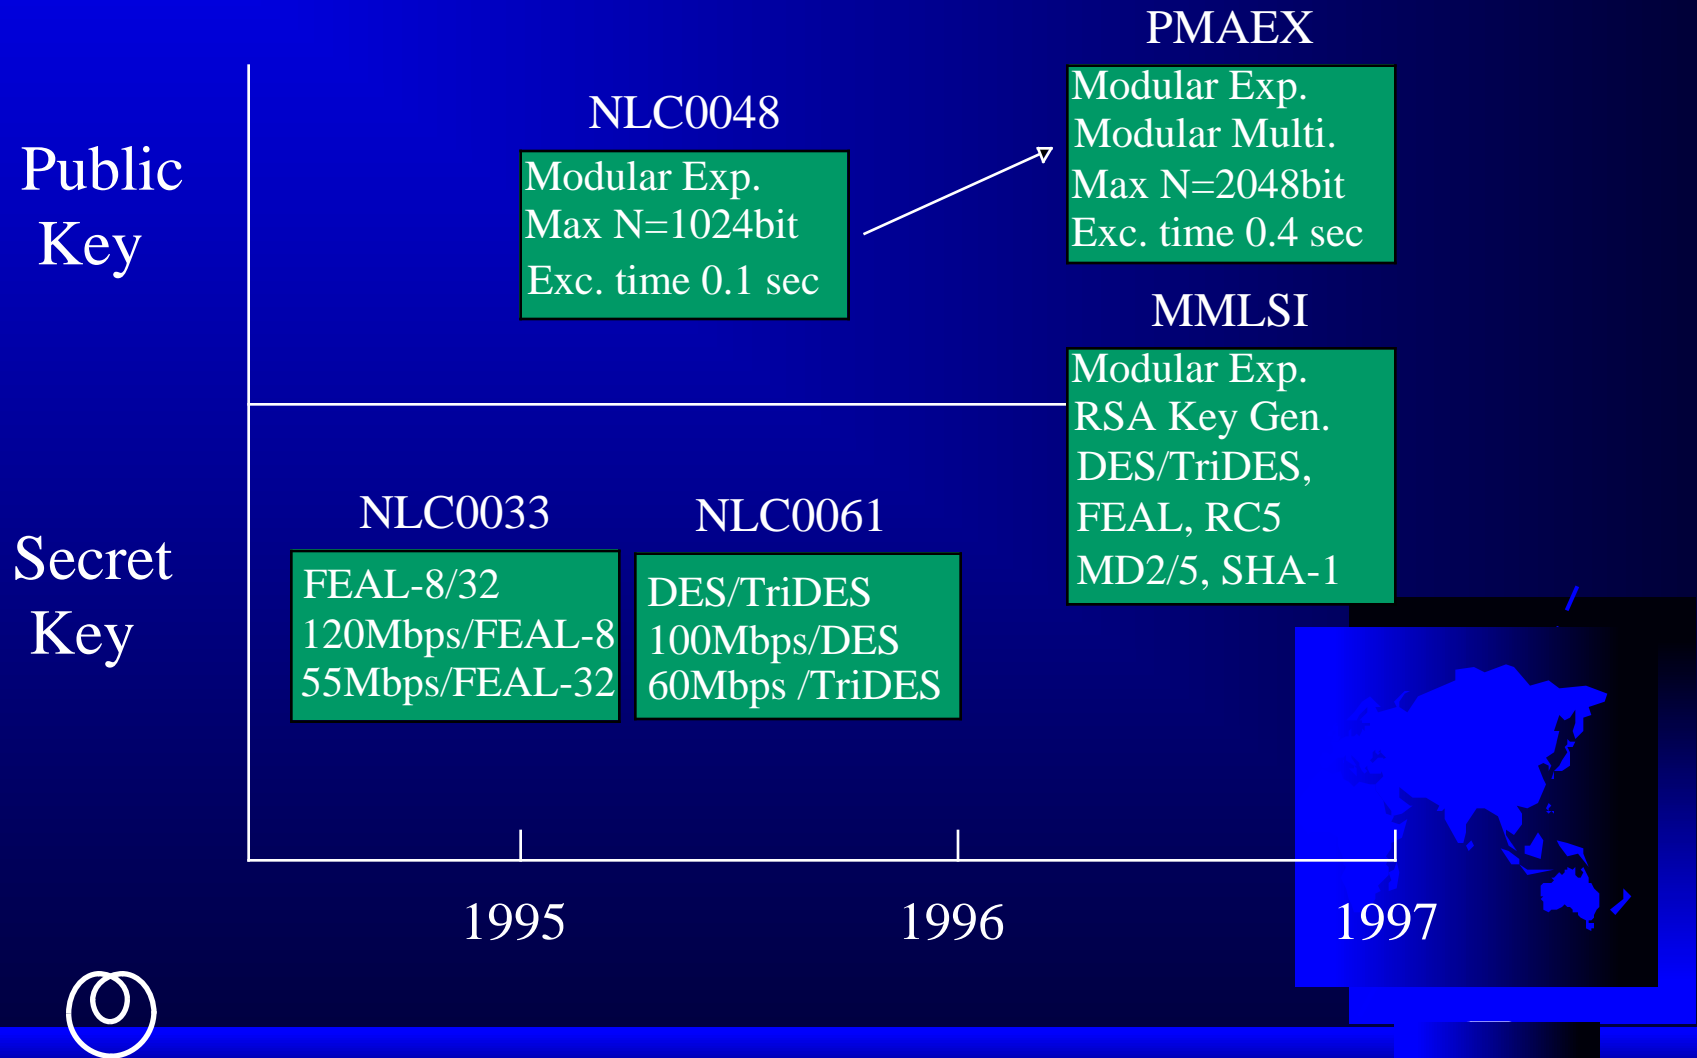 PMAEX
Modular Exp.
Modular Multi.
Max N=2048bit
Exc. time 0.4 sec
NLC0048
Modular Exp.
Max N=1024bit
Exc. time 0.1 sec
Public
Key
MMLSI
Modular Exp.
RSA Key Gen.
DES/TriDES,
FEAL, RC5
MD2/5, SHA-1
Secret
Key
NLC0033
FEAL-8/32
120Mbps/FEAL-8
55Mbps/FEAL-32
NLC0061
DES/TriDES
100Mbps/DES
60Mbps /TriDES
1995
1996
1997